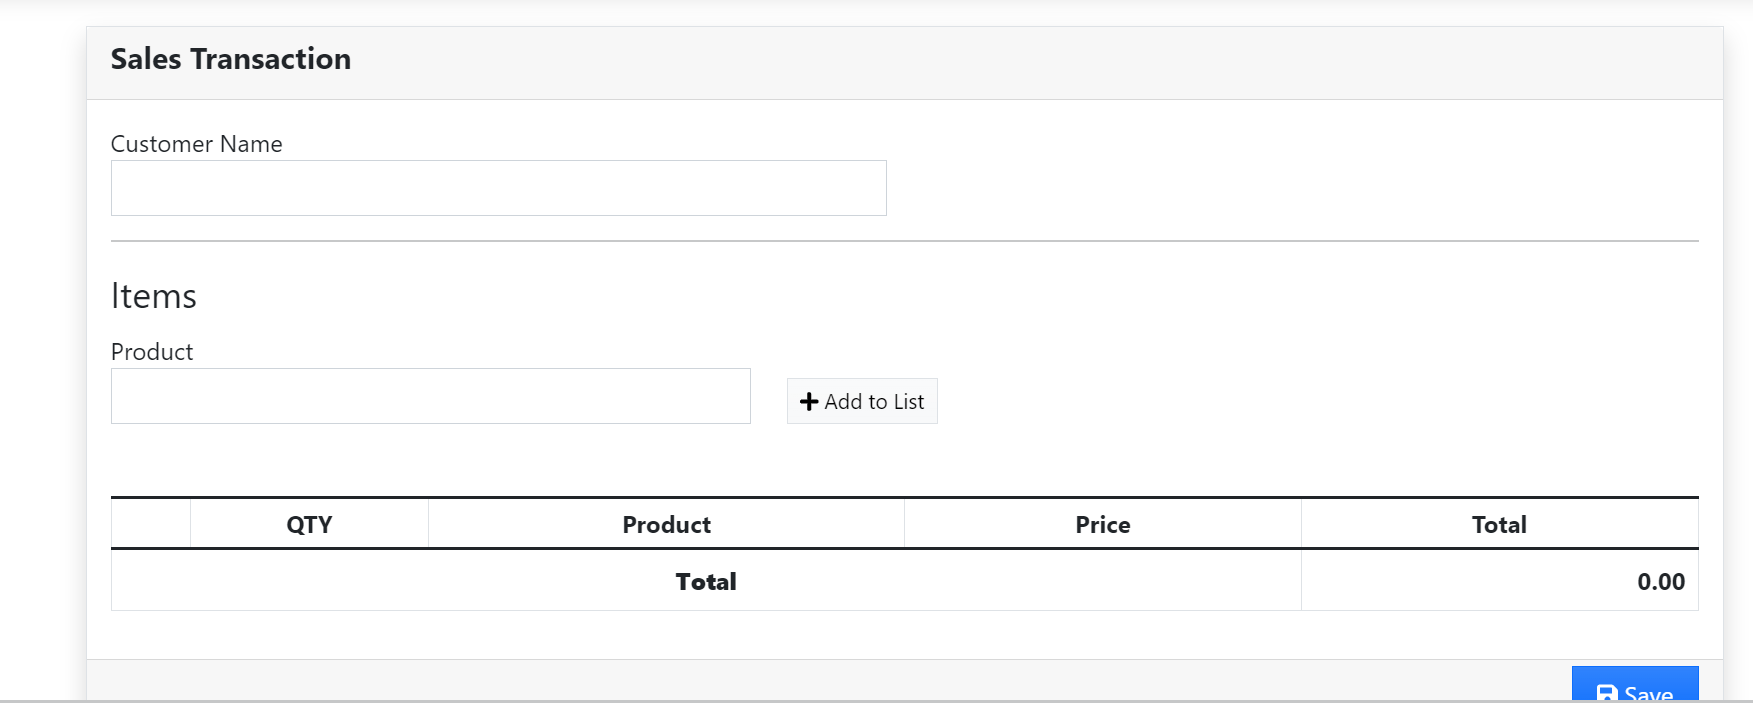 Sales Transaction
Customer Name
Items
Product
Add to List
QTY Product Price Total
Total 0.00
Save